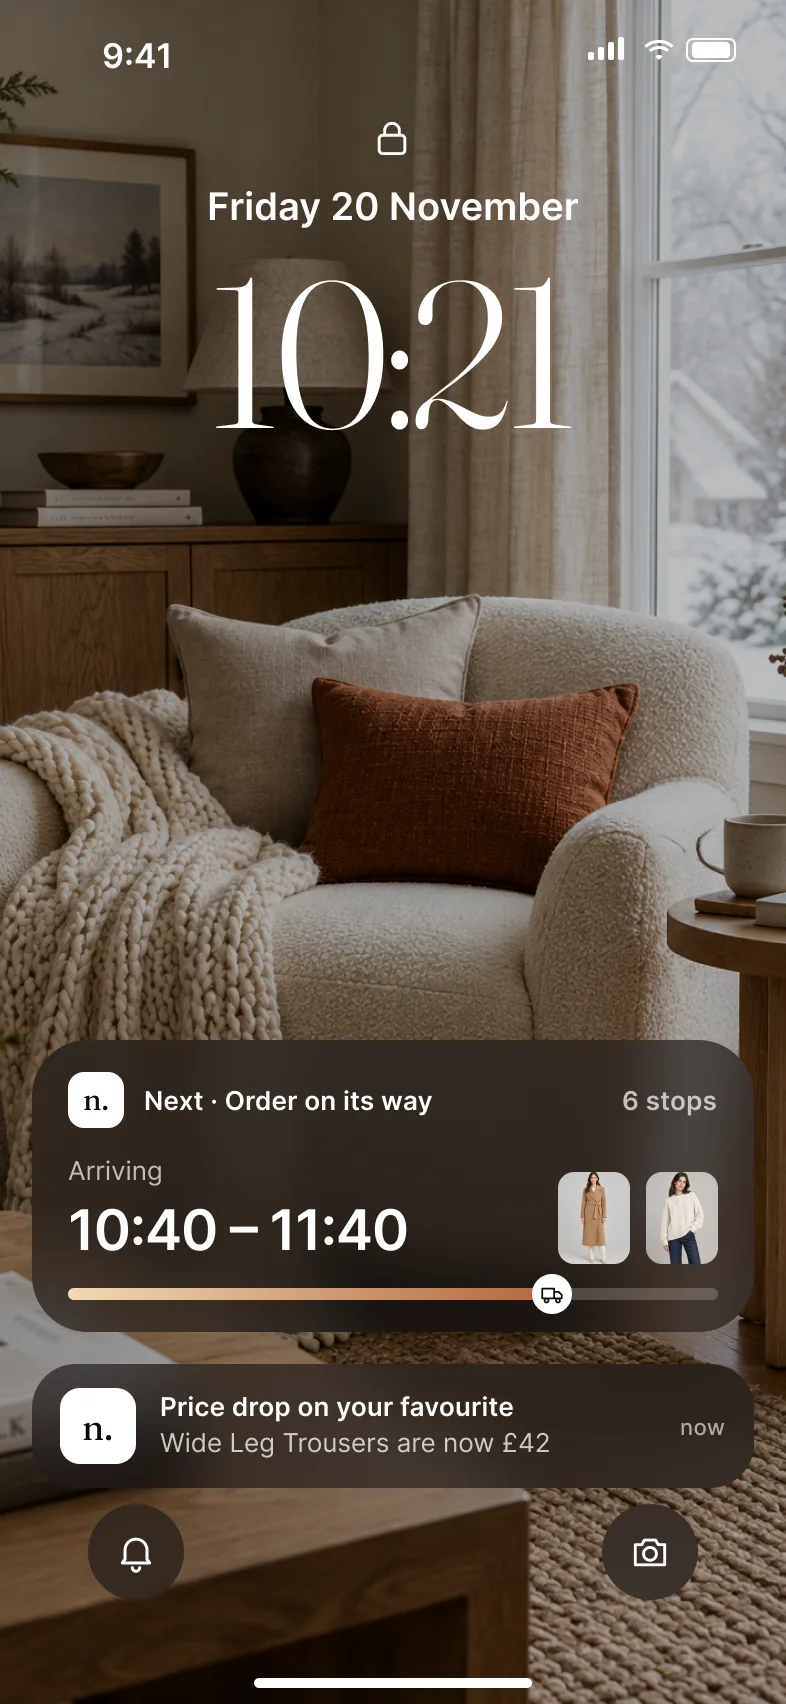 9:41
Friday 20 November
10:21
n.
Next · Order on its way
6 stops
Arriving
10:40 – 11:40
n.
Price drop on your favourite
Wide Leg Trousers are now £42
now